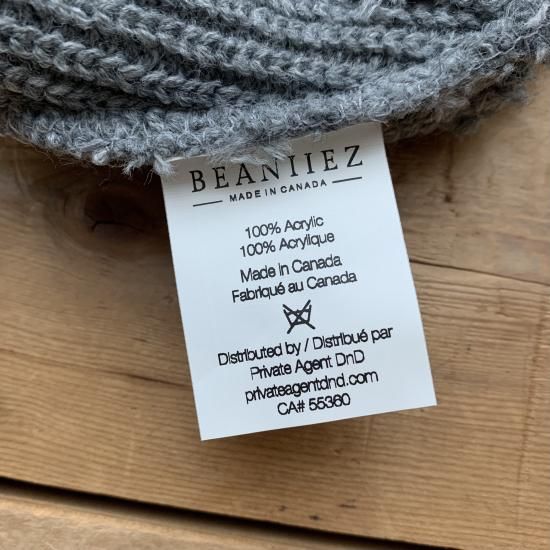 BEANIIEZ
MADE IN CANADA
100% Acrylic
100% Acrylique
Made in Canada
Fabriqué au Canada
Distributed by / Distribué par
Private Agent DnD
privateagentdnd.com
CA# 55360